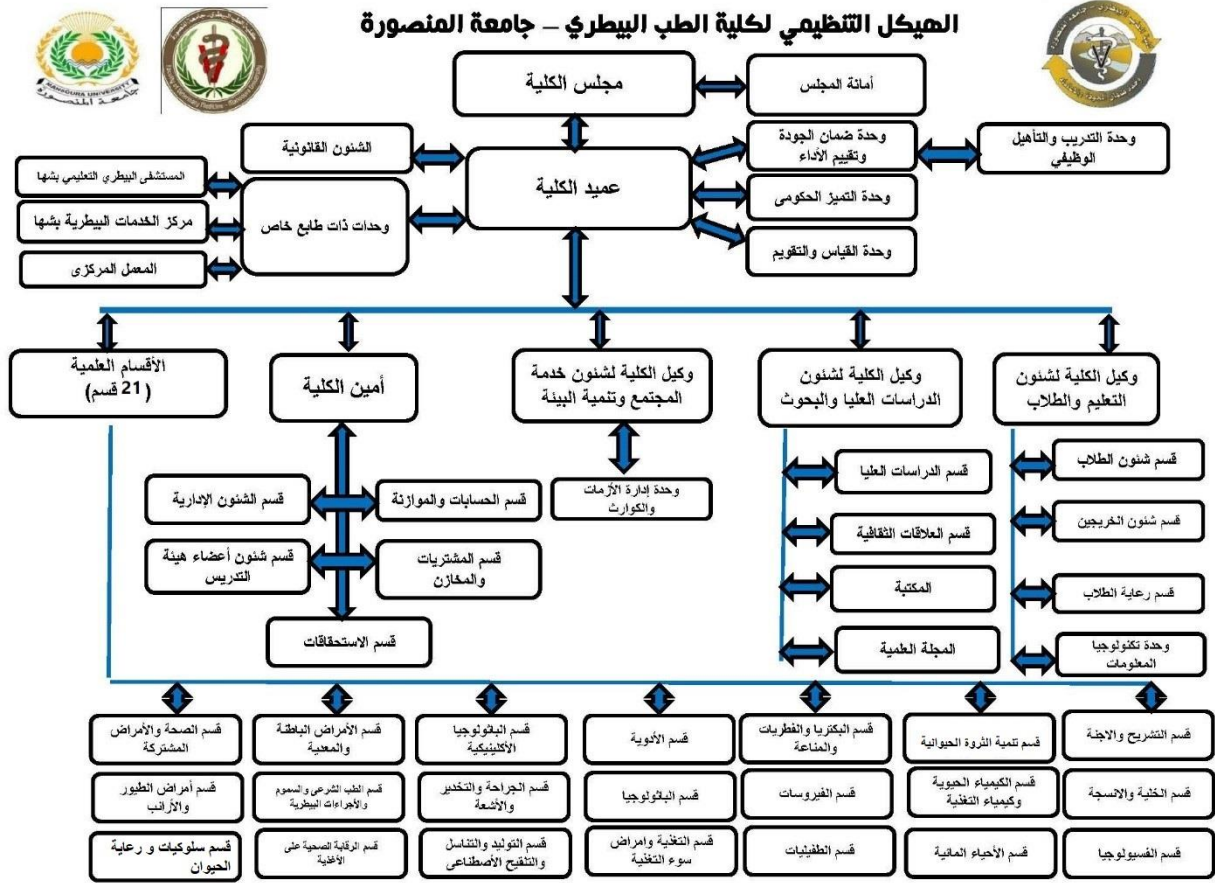 الهيكل التنظيمي لكلية الطب البيطري – جامعة المنصورة
MANSOURA UNIVERSITY
جامعة المنصورة
مجلس الكلية
أمانة المجلس
الشئون القانونية
عميد الكلية
وحدة ضمان الجودة
وتقييم الأداء
وحدة التدريب والتأهيل
الوظيفي
وحدة التميز الحكومى
وحدة القياس والتقويم
وحدات ذات طابع خاص
المستشفى البيطري التعليمي بشها
مركز الخدمات البيطرية بشها
المعمل المركزى
وكيل الكلية لشئون
التعليم والطلاب
وكيل الكلية لشئون
الدراسات العليا والبحوث
وكيل الكلية لشئون خدمة
المجتمع وتنمية البيئة
أمين الكلية
الأقسام العلمية
(21 قسم)
قسم شئون الطلاب
قسم شئون الخريجين
قسم رعاية الطلاب
وحدة تكنولوجيا
المعلومات
قسم الدراسات العليا
قسم العلاقات الثقافية
المكتبة
المجلة العلمية
وحدة إدارة الأزمات
والكوارث
قسم الحسابات والموازنة
قسم الشئون الإدارية
قسم المشتريات
والمخازن
قسم شئون أعضاء هيئة
التدريس
قسم الاستحقاقات
قسم التشريح والاجنة
قسم تنمية الثروة الحيوانية
قسم البكتريا والفطريات
والمناعة
قسم الأدوية
قسم الباثولوجيا
الأكلينيكية
قسم الأمراض الباطنة
والمعدية
قسم الصحة والأمراض
المشتركة
قسم الخلية والانسجة
قسم الكيمياء الحيوية
وكيمياء التغذية
قسم الفيروسات
قسم الباثولوجيا
قسم الجراحة والتخدير
والأشعة
قسم الطب الشرعى والسموم
والأجراءات البيطرية
قسم أمراض الطيور
والأرانب
قسم الفسيولوجيا
قسم الأحياء المائية
قسم الطفيليات
قسم التغذية وامراض
سوء التغذية
قسم التوليد والتناسل
والتلقيح الأصطناعى
قسم الرقابة الصحية على
الأغذية
قسم سلوكيات و رعاية
الحيوان